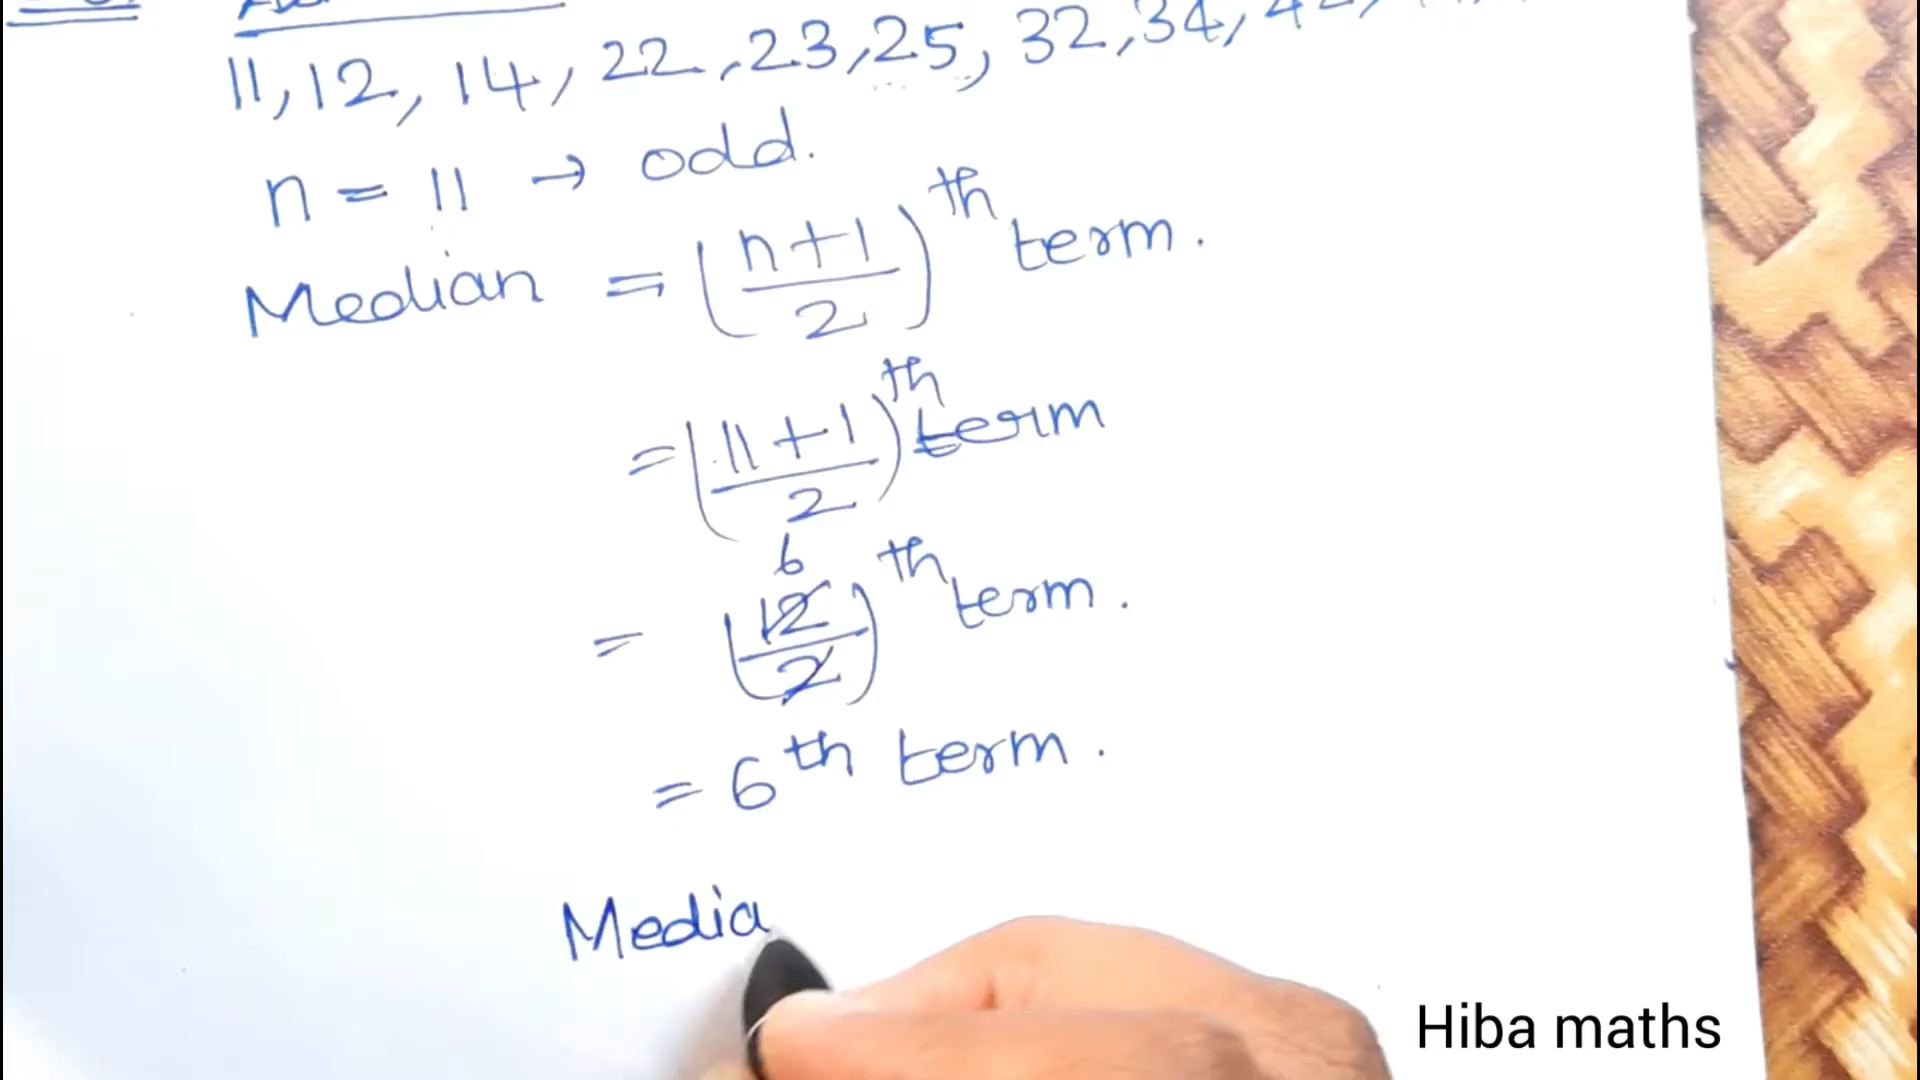 11, 12, 14, 22, 23, 25, 32, 34,
n = 11 → odd.
Median = (n+1/2)th term.
= (11+1/2)th term
6
= (12/2)th term.
= 6th term.
Media
Hiba maths